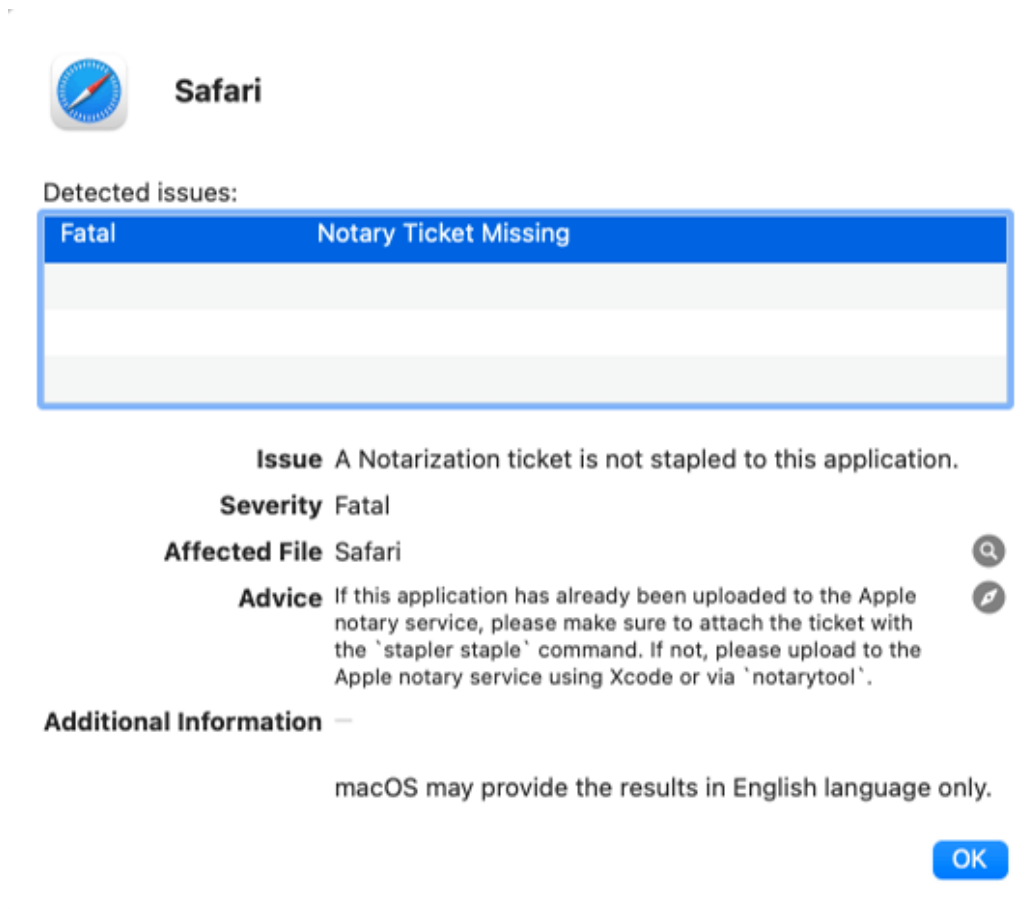 Safari
Detected issues:
Fatal Notary Ticket Missing
Issue A Notarization ticket is not stapled to this application.
Severity Fatal
Affected File Safari
Advice If this application has already been uploaded to the Apple
notary service, please make sure to attach the ticket with
the `stapler staple` command. If not, please upload to the
Apple notary service using Xcode or via `notarytool`.
Additional Information —
macOS may provide the results in English language only.
OK